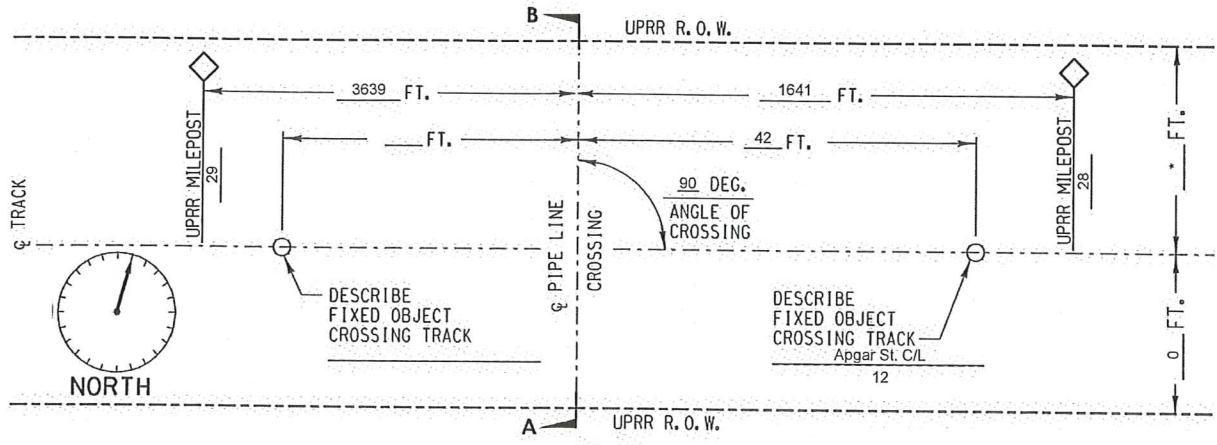 B
UPRR R.O.W.
3639 FT.
1641 FT.
FT.
42 FT.
UPRR MILEPOST
29
90 DEG.
ANGLE OF
CROSSING
UPRR MILEPOST
28
* FT.
℄ TRACK
℄ PIPE LINE
CROSSING
DESCRIBE
FIXED OBJECT
CROSSING TRACK
DESCRIBE
FIXED OBJECT
CROSSING TRACK
Apgar St. C/L
12
0 FT.
NORTH
A
UPRR R.O.W.